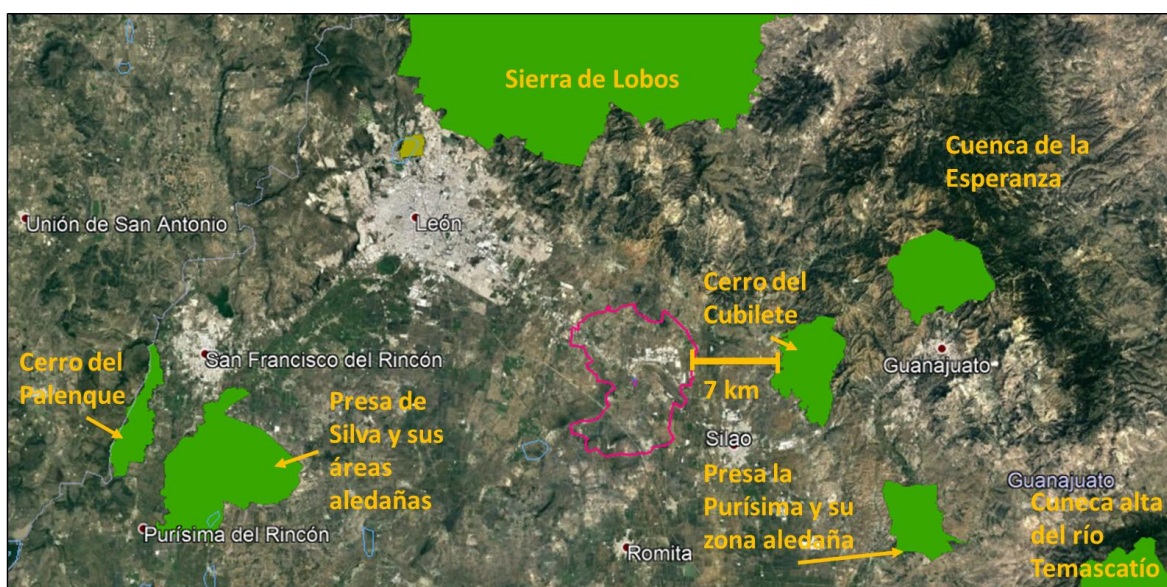 Sierra de Lobos
Cuenca de la
Esperanza
Unión de San Antonio
León
Cerro del
Cubilete
Cerro del
Palenque
San Francisco del Rincón
Guanajuato
7 km
Presa de
Silva y sus
áreas
aledañas
Silao
Presa la
Purísima y su
zona aledaña
Guanajuato
Cuneca alta
del río
Temascatío
Purísima del Rincón
Romita